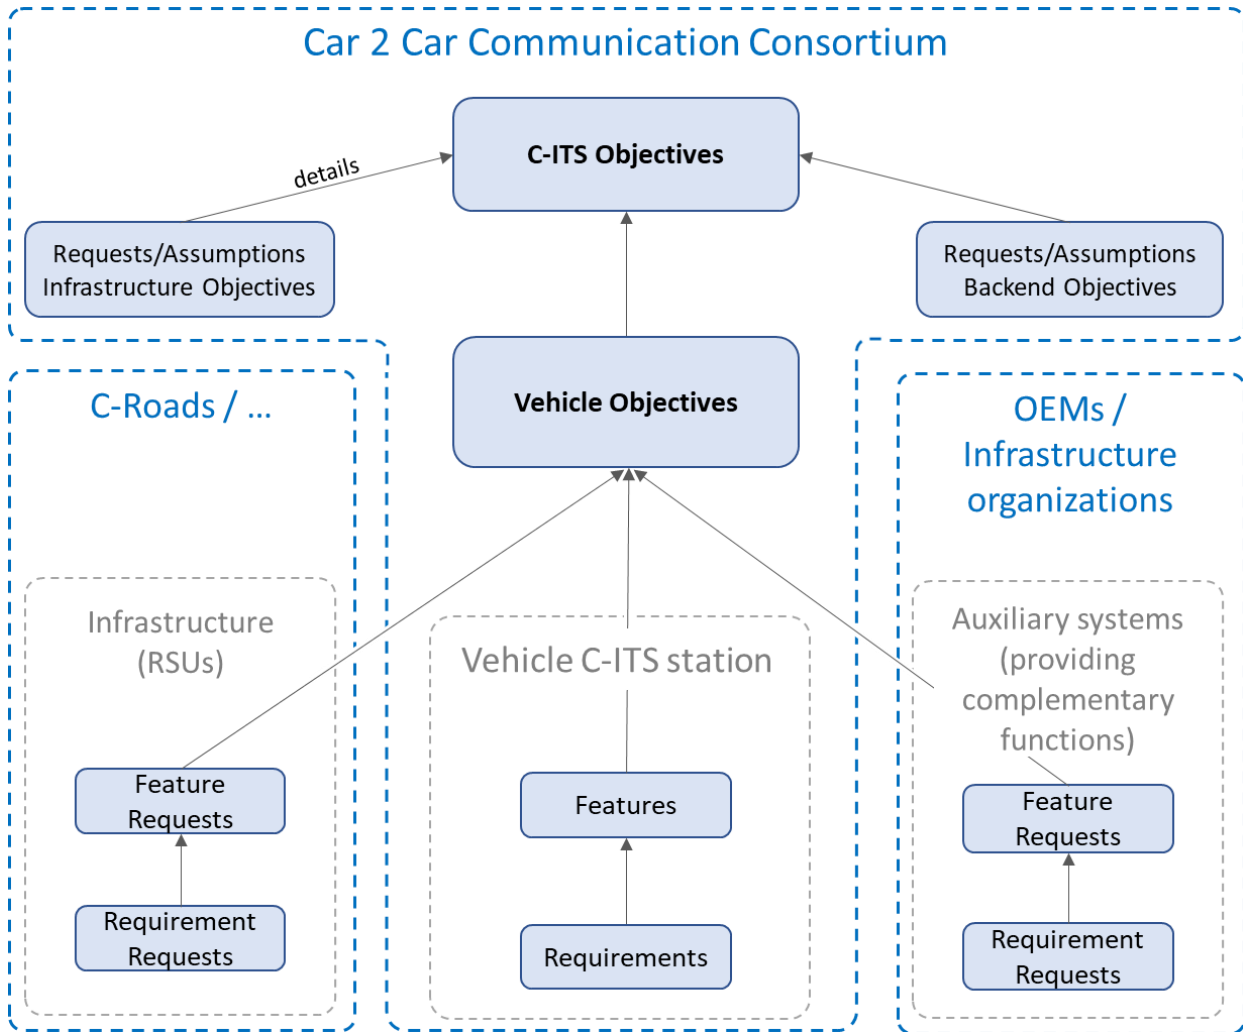 Car 2 Car Communication Consortium
C-ITS Objectives
details
Requests/Assumptions
Infrastructure Objectives
Requests/Assumptions
Backend Objectives
Vehicle Objectives
C-Roads / ...
OEMs /
Infrastructure
organizations
Infrastructure
(RSUs)
Vehicle C-ITS station
Auxiliary systems
(providing
complementary
functions)
Feature
Requests
Features
Feature
Requests
Requirement
Requests
Requirements
Requirement
Requests